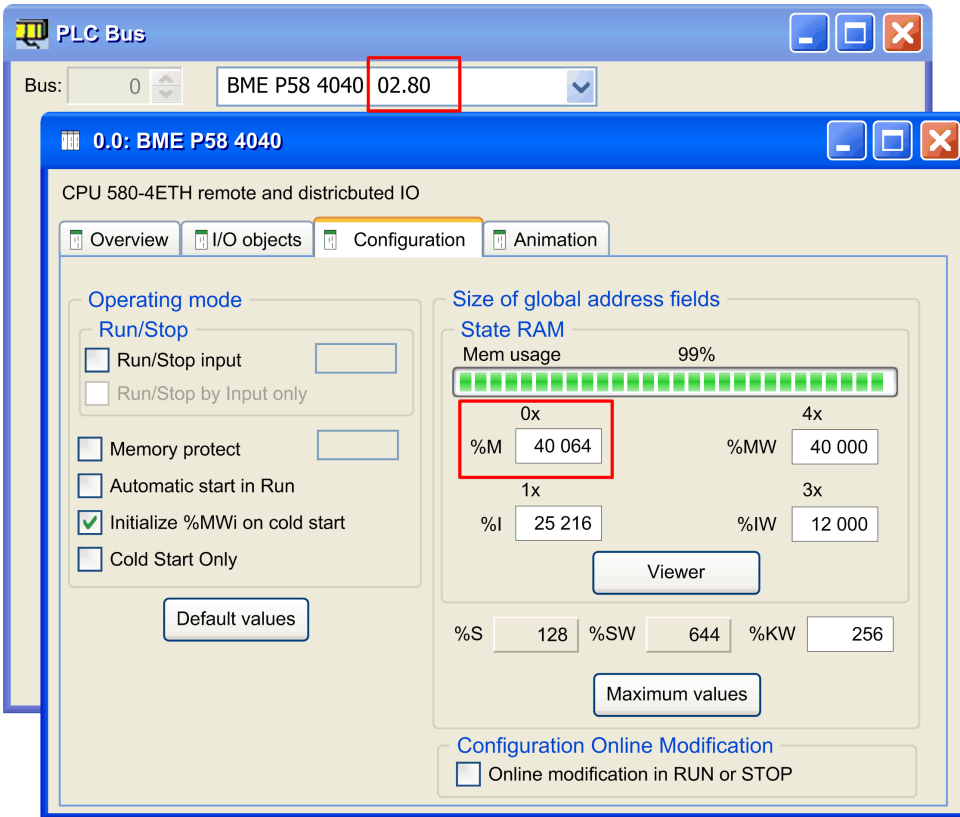 PLC Bus
Bus: 0 BME P58 4040 02.80
0.0: BME P58 4040
CPU 580-4ETH remote and districbuted IO
Overview I/O objects Configuration Animation
Operating mode
Run/Stop
Run/Stop input
Run/Stop by Input only
Memory protect
Automatic start in Run
Initialize %MWi on cold start
Cold Start Only
Default values
Size of global address fields
State RAM
Mem usage 99%
0x 4x
%M 40 064 %MW 40 000
1x 3x
%I 25 216 %IW 12 000
Viewer
%S 128 %SW 644 %KW 256
Maximum values
Configuration Online Modification
Online modification in RUN or STOP